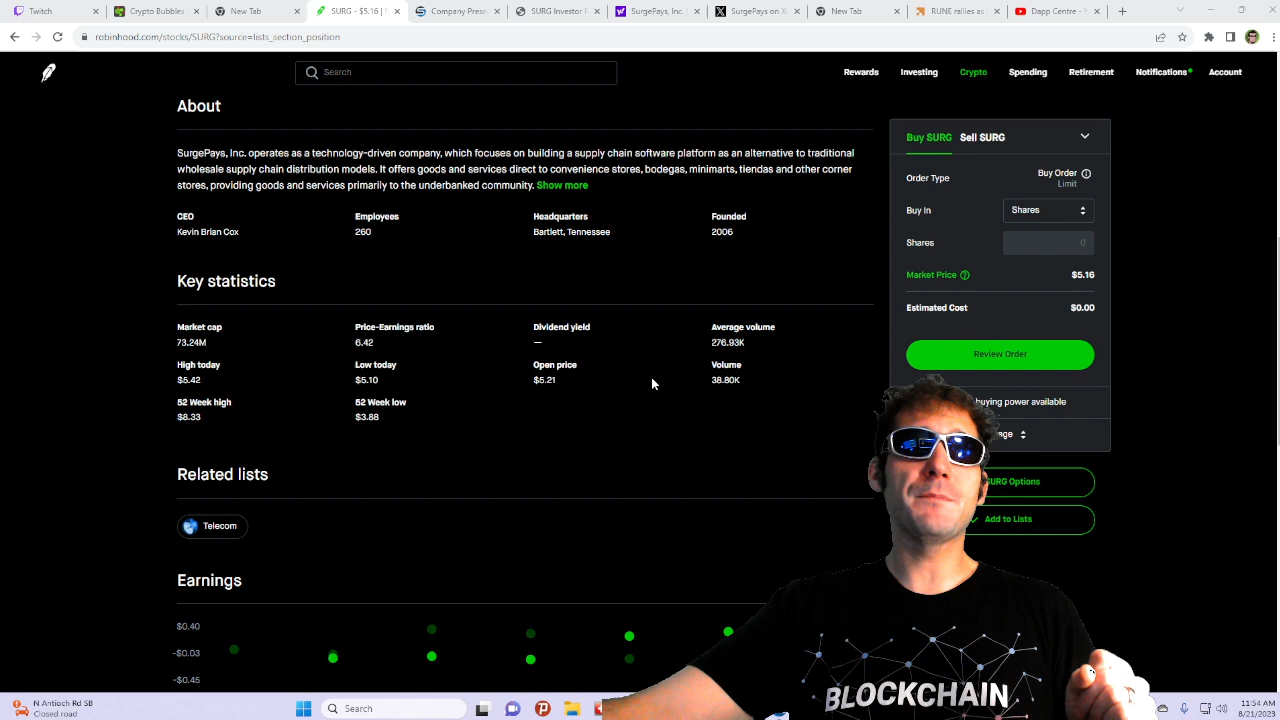 Twitch
Crypto Bubbles
New Tab
SURG - $5.16 |
Company Prese
SURG Investor F
SurgePays, Inc.
SurgePays on X
New Tab
RUNE rallies as
Dapp Centre -
robinhood.com/stocks/SURG?source=lists_section_position
Search
Rewards
Investing
Crypto
Spending
Retirement
Notifications
Account
About
SurgePays, Inc. operates as a technology-driven company, which focuses on building a supply chain software platform as an alternative to traditional
wholesale supply chain distribution models. It offers goods and services direct to convenience stores, bodegas, minimarts, tiendas and other corner
stores, providing goods and services primarily to the underbanked community. Show more
CEO Employees Headquarters Founded
Kevin Brian Cox 260 Bartlett, Tennessee 2006
Key statistics
Market cap Price-Earnings ratio Dividend yield Average volume
73.24M 6.42 — 276.93K
High today Low today Open price Volume
$5.42 $5.10 $5.21 38.80K
52 Week high 52 Week low
$8.33 $3.88
Related lists
Telecom
Earnings
$0.40
-$0.03
-$0.45
Buy SURG Sell SURG
Order Type Buy Order
Limit
Buy In Shares
Shares 0
Market Price $5.16
Estimated Cost $0.00
Review Order
buying power available
SURG Options
Add to Lists
BLOCKCHAIN
N Antioch Rd SB
Closed road
Search
11:54 AM
8/21/2023